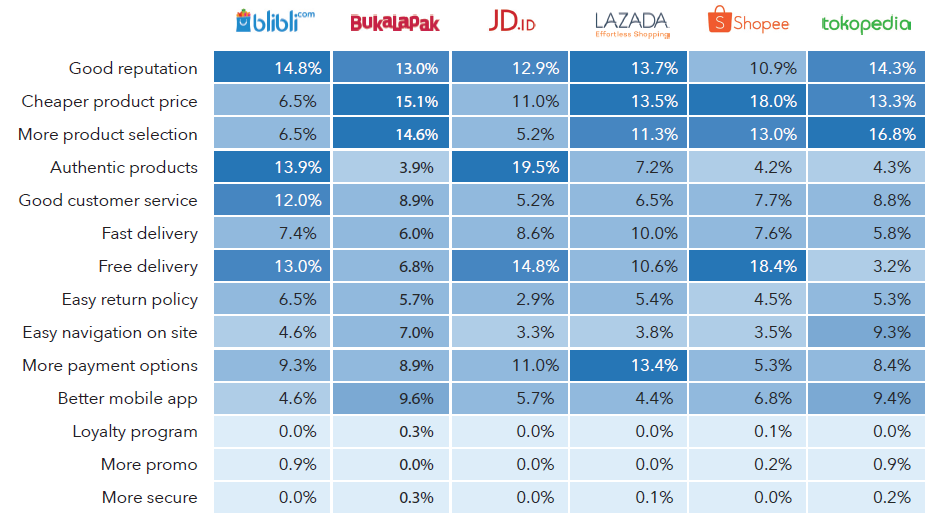 blibli.com BukaLapak JD.ID LAZADA Shopee tokopedia
Effortless Shopping
Good reputation 14.8% 13.0% 12.9% 13.7% 10.9% 14.3%
Cheaper product price 6.5% 15.1% 11.0% 13.5% 18.0% 13.3%
More product selection 6.5% 14.6% 5.2% 11.3% 13.0% 16.8%
Authentic products 13.9% 3.9% 19.5% 7.2% 4.2% 4.3%
Good customer service 12.0% 8.9% 5.2% 6.5% 7.7% 8.8%
Fast delivery 7.4% 6.0% 8.6% 10.0% 7.6% 5.8%
Free delivery 13.0% 6.8% 14.8% 10.6% 18.4% 3.2%
Easy return policy 6.5% 5.7% 2.9% 5.4% 4.5% 5.3%
Easy navigation on site 4.6% 7.0% 3.3% 3.8% 3.5% 9.3%
More payment options 9.3% 8.9% 11.0% 13.4% 5.3% 8.4%
Better mobile app 4.6% 9.6% 5.7% 4.4% 6.8% 9.4%
Loyalty program 0.0% 0.3% 0.0% 0.0% 0.1% 0.0%
More promo 0.9% 0.0% 0.0% 0.0% 0.2% 0.9%
More secure 0.0% 0.3% 0.0% 0.1% 0.0% 0.2%